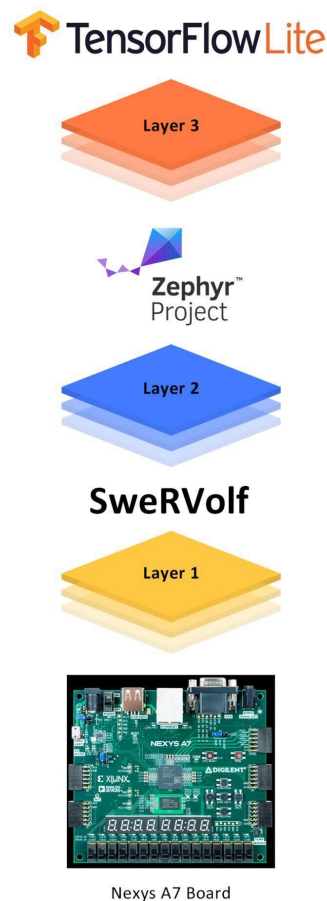 TensorFlow Lite
Layer 3
Zephyr™
Project
Layer 2
SweRVolf
Layer 1
NEXYS A7
XILINX
DIGILENT
Nexys A7 Board